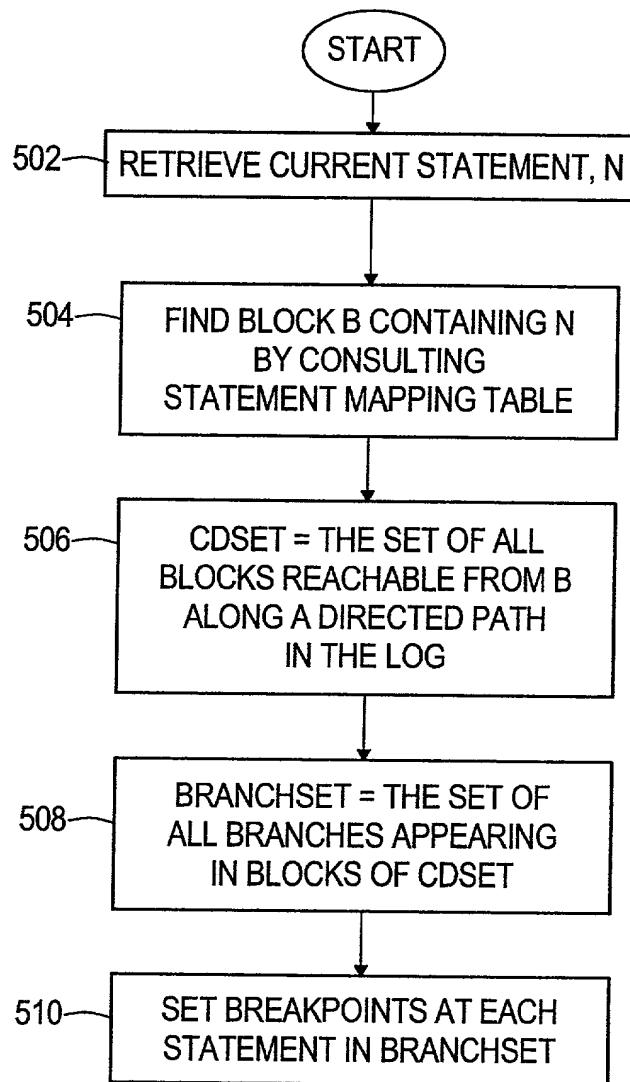 START
502
RETRIEVE CURRENT STATEMENT, N
504
FIND BLOCK B CONTAINING N
BY CONSULTING
STATEMENT MAPPING TABLE
506
CDSET = THE SET OF ALL
BLOCKS REACHABLE FROM B
ALONG A DIRECTED PATH
IN THE LOG
508
BRANCHSET = THE SET OF
ALL BRANCHES APPEARING
IN BLOCKS OF CDSET
510
SET BREAKPOINTS AT EACH
STATEMENT IN BRANCHSET